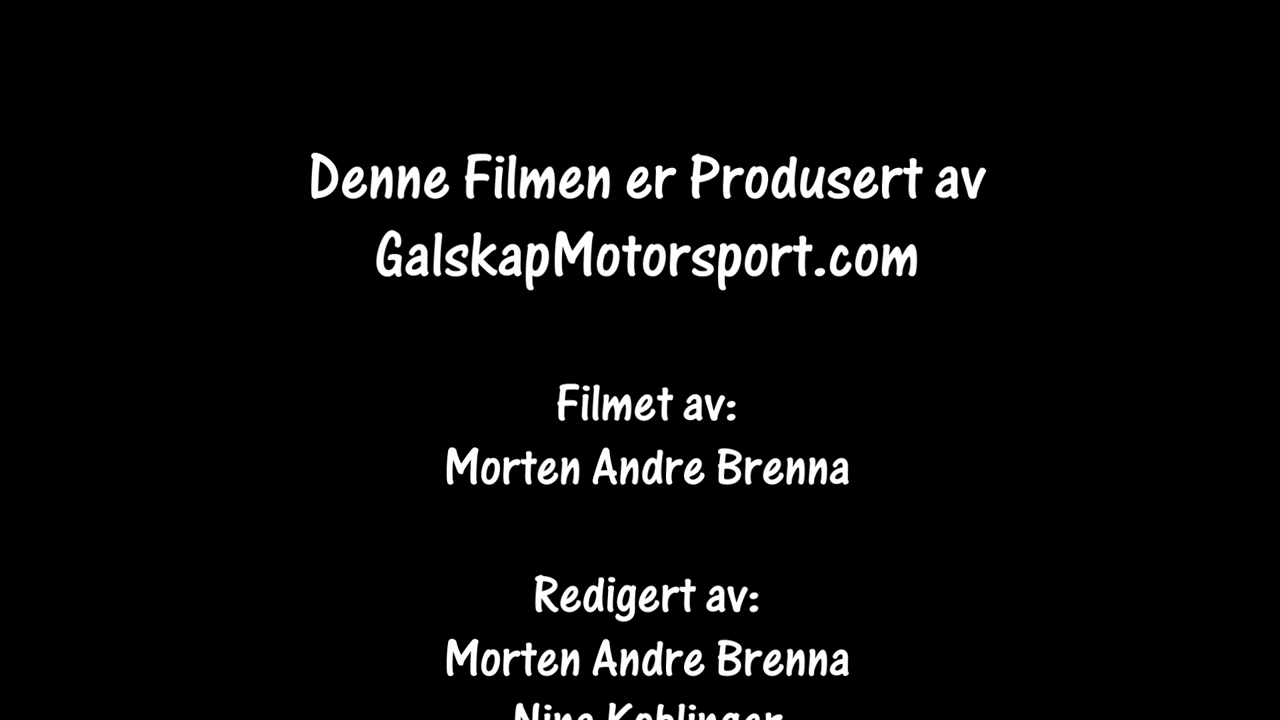 Denne Filmen er Produsert av
GalskapMotorsport.com
Filmet av:
Morten Andre Brenna
Redigert av:
Morten Andre Brenna